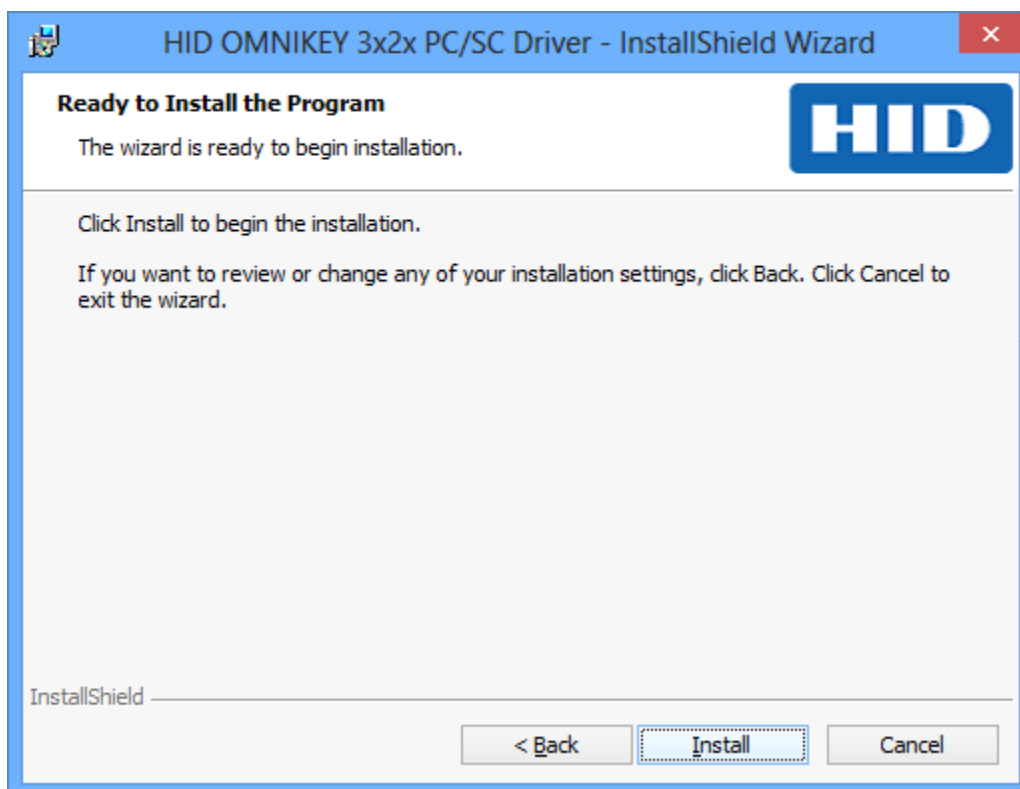 HID OMNIKEY 3x2x PC/SC Driver - InstallShield Wizard
Ready to Install the Program
The wizard is ready to begin installation.
HID
Click Install to begin the installation.
If you want to review or change any of your installation settings, click Back. Click Cancel to
exit the wizard.
InstallShield
< Back
Install
Cancel